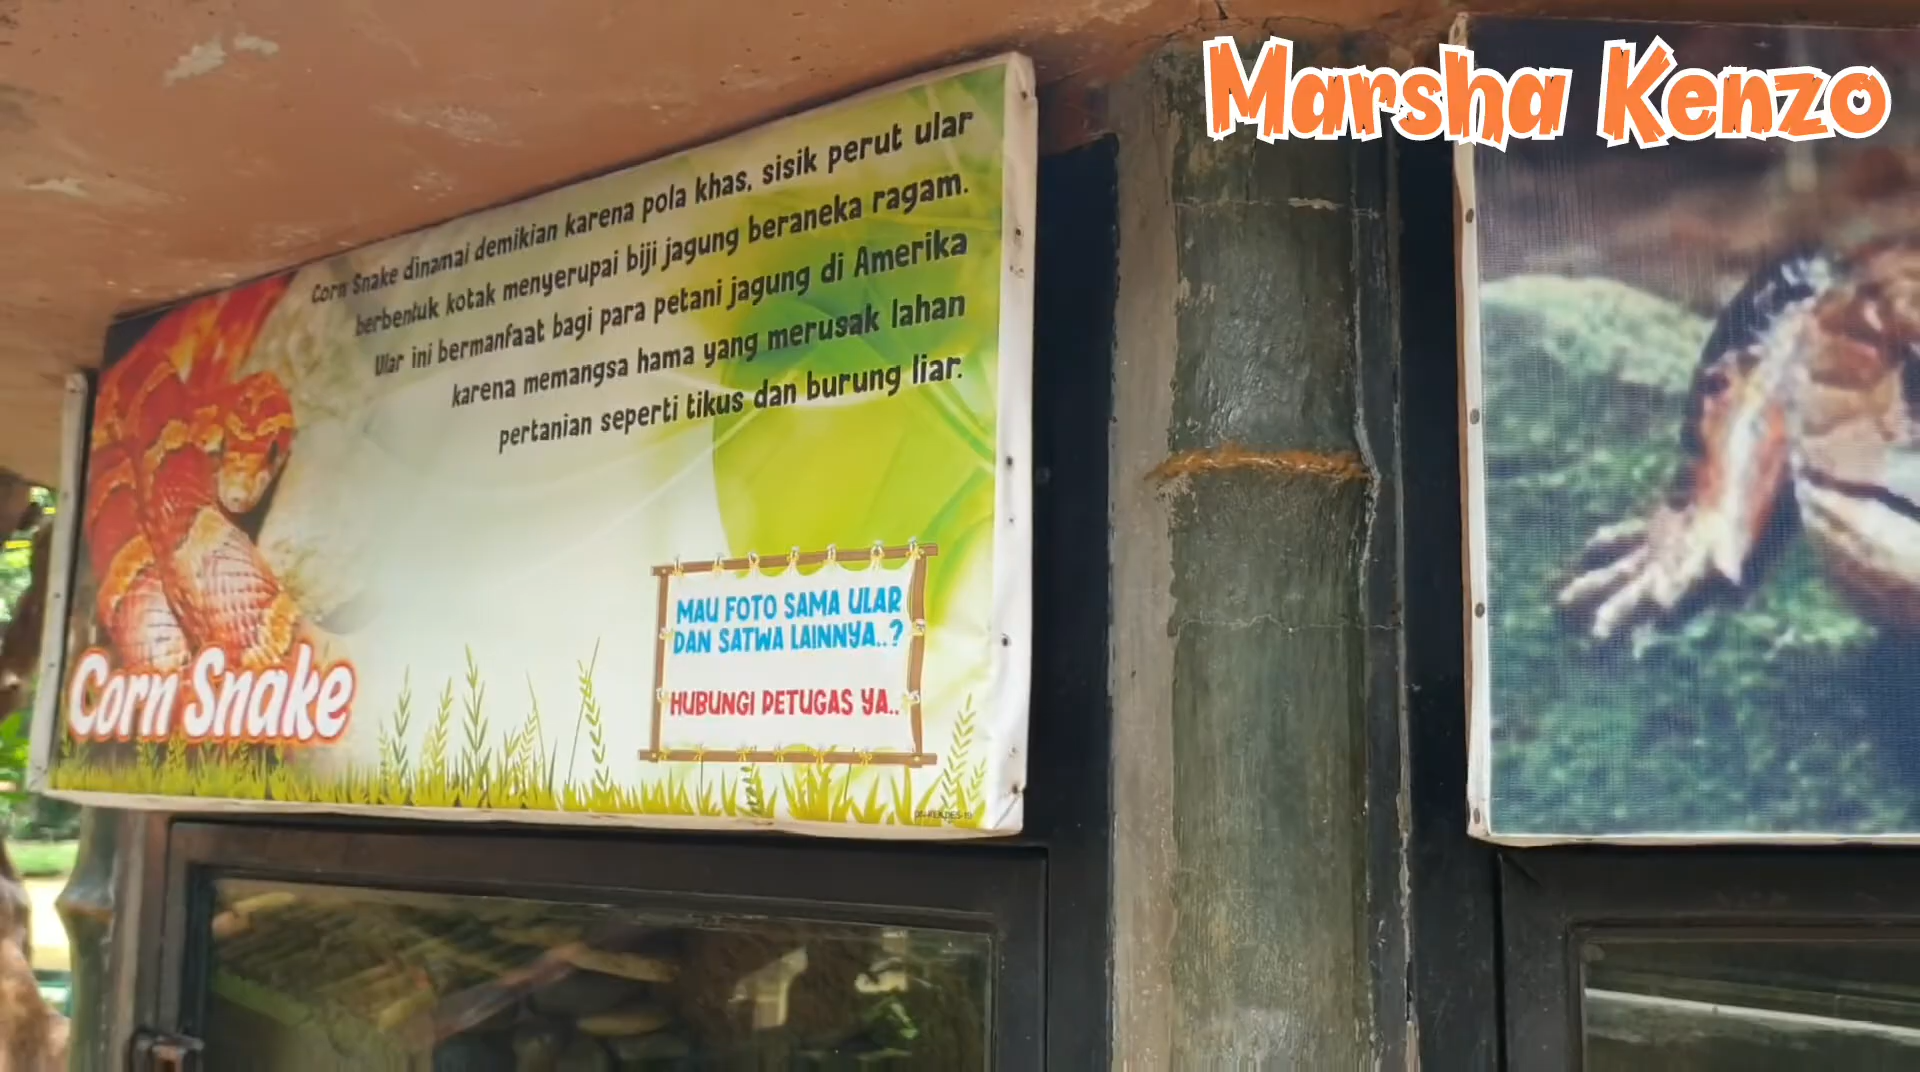 Marsha Kenzo
Corn Snake dinamai demikian karena pola khas, sisik perut ular
berbentuk kotak menyerupai biji jagung beraneka ragam.
Ular ini bermanfaat bagi para petani jagung di Amerika
karena memangsa hama yang merusak lahan
pertanian seperti tikus dan burung liar.
MAU FOTO SAMA ULAR
DAN SATWA LAINNYA..?
HUBUNGI PETUGAS YA..
Corn Snake